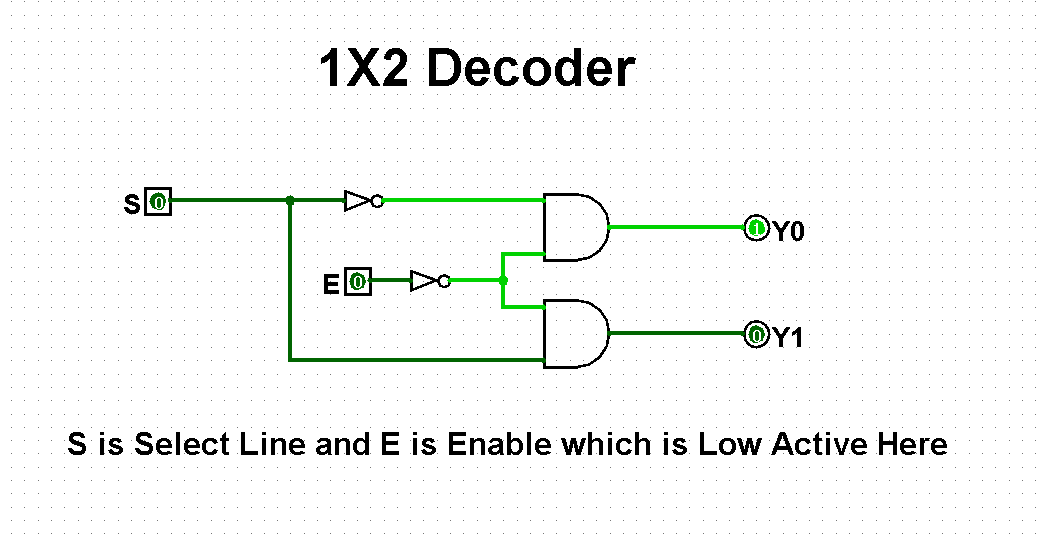 1X2 Decoder
S 0
1 Y0
E 0
0 Y1
S is Select Line and E is Enable which is Low Active Here